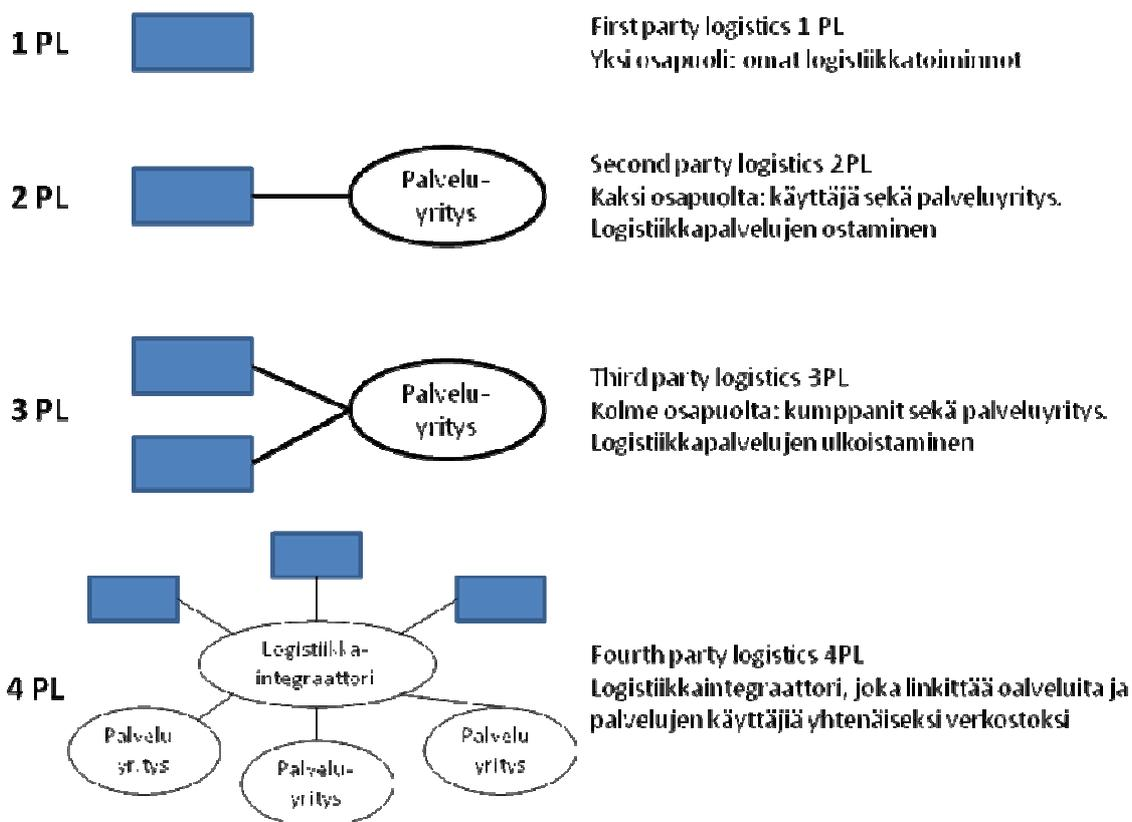 1 PL
First party logistics 1 PL
Yksi osapuoli: omat logistiikkatoiminnot
2 PL
Palvelu-
yritys
Second party logistics 2PL
Kaksi osapuolta: käyttäjä sekä palveluyritys.
Logistiikkapalvelujen ostaminen
3 PL
Palvelu-
yritys
Third party logistics 3PL
Kolme osapuolta: kumppanit sekä palveluyritys.
Logistiikkapalvelujen ulkoistaminen
4 PL
Logistiikka-
integraattori
Palvelu
yritys
Palvelu-
yritys
Palvelu
yritys
Fourth party logistics 4PL
Logistiikkaintegraattori, joka linkittää oalveluita ja
palvelujen käyttäjiä yhtenäiseksi verkostoksi